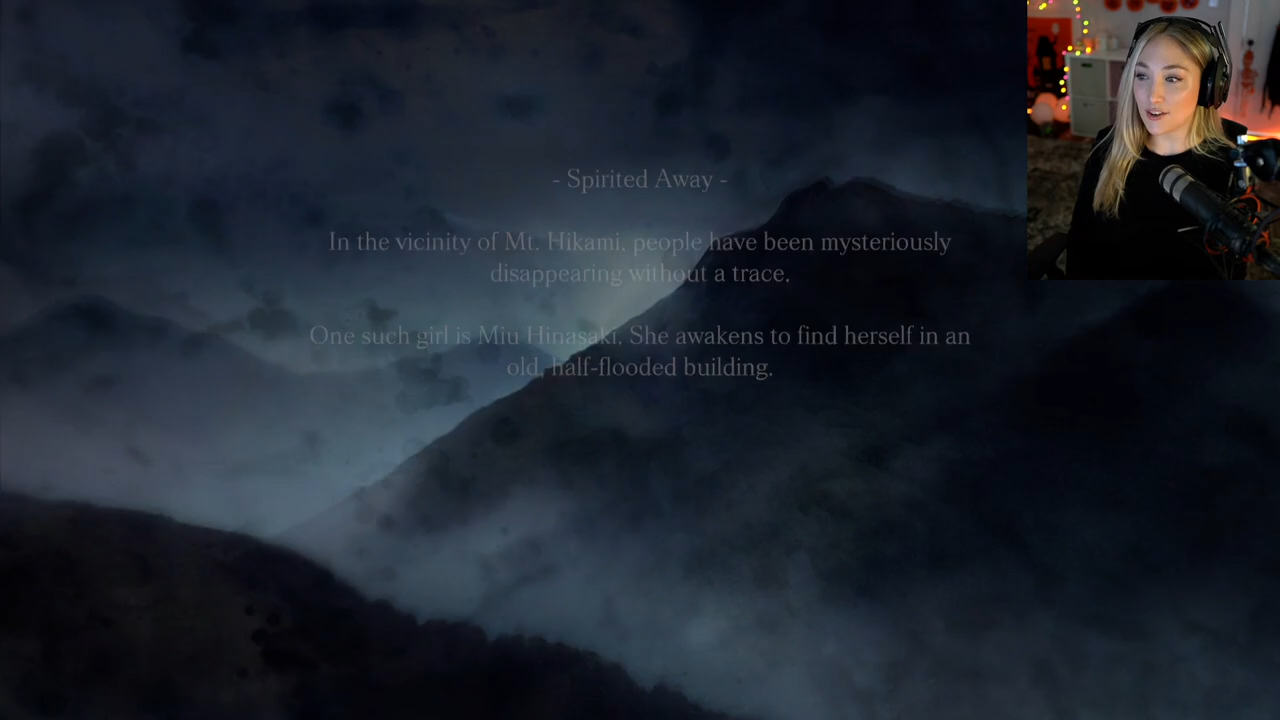 - Spirited Away -
In the vicinity of Mt. Hikami, people have been mysteriously
disappearing without a trace.
One such girl is Miu Hinasaki. She awakens to find herself in an
old, half-flooded building.